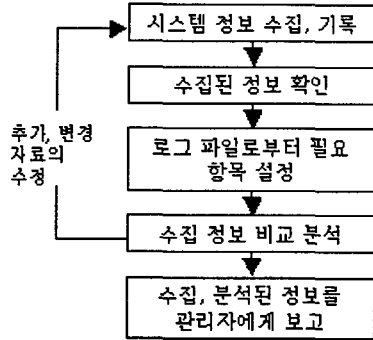 시스템 정보 수집, 기록
수집된 정보 확인
추가, 변경
자료의
수정
로그 파일로부터 필요
항목 설정
수집 정보 비교 분석
수집, 분석된 정보를
관리자에게 보고